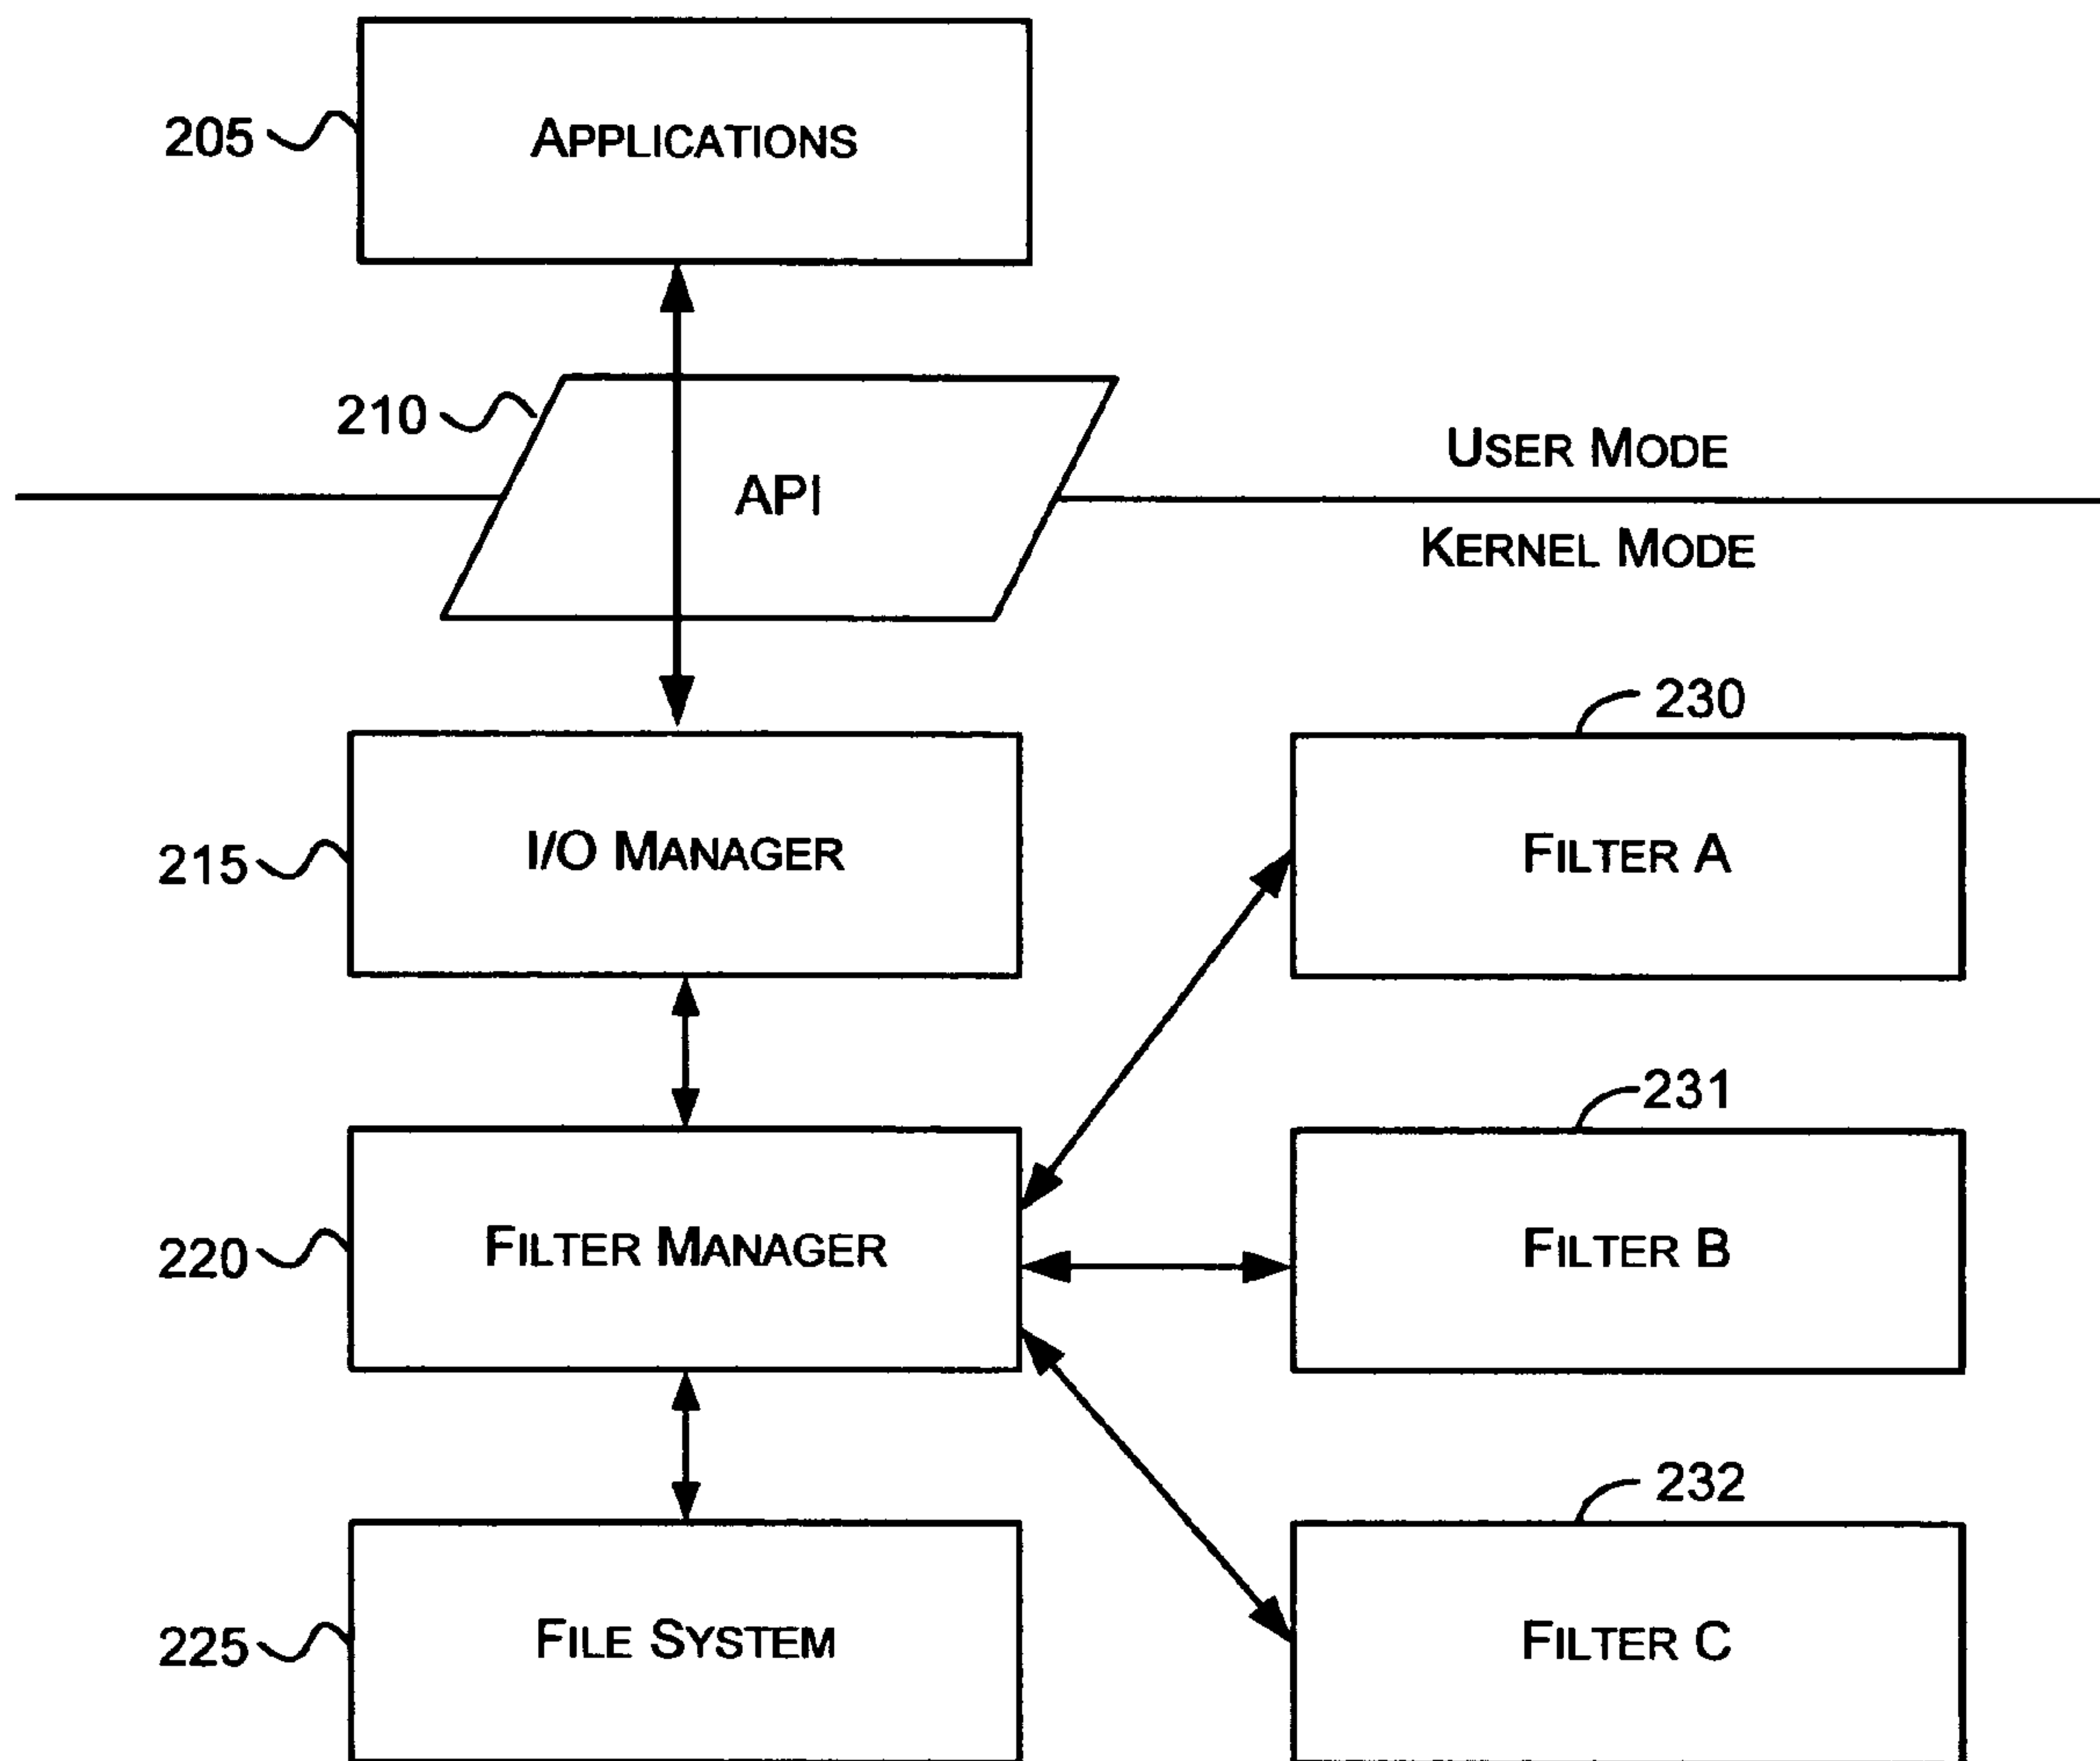 205
APPLICATIONS
210
API
USER MODE
KERNEL MODE
230
215
I/O MANAGER
FILTER A
231
220
FILTER MANAGER
FILTER B
232
225
FILE SYSTEM
FILTER C